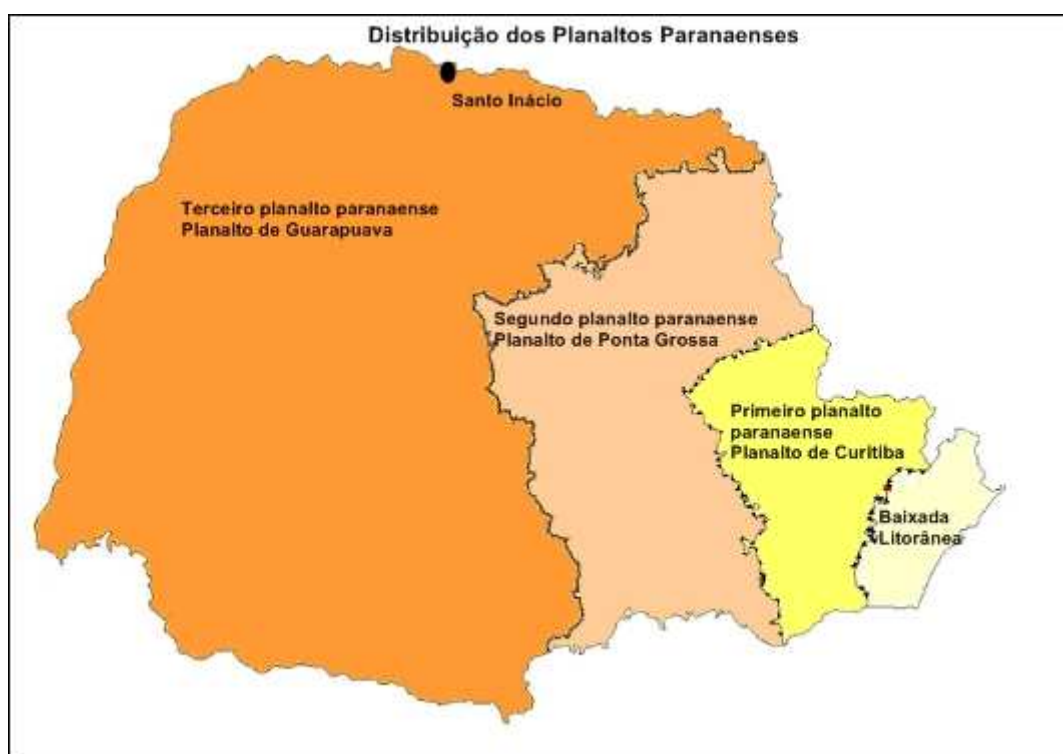 Distribuição dos Planaltos Paranaenses
Santo Inácio
Terceiro planalto paranaense
Planalto de Guarapuava
Segundo planalto paranaense
Planalto de Ponta Grossa
Primeiro planalto
paranaense
Planalto de Curitiba
Baixada
Litorânea